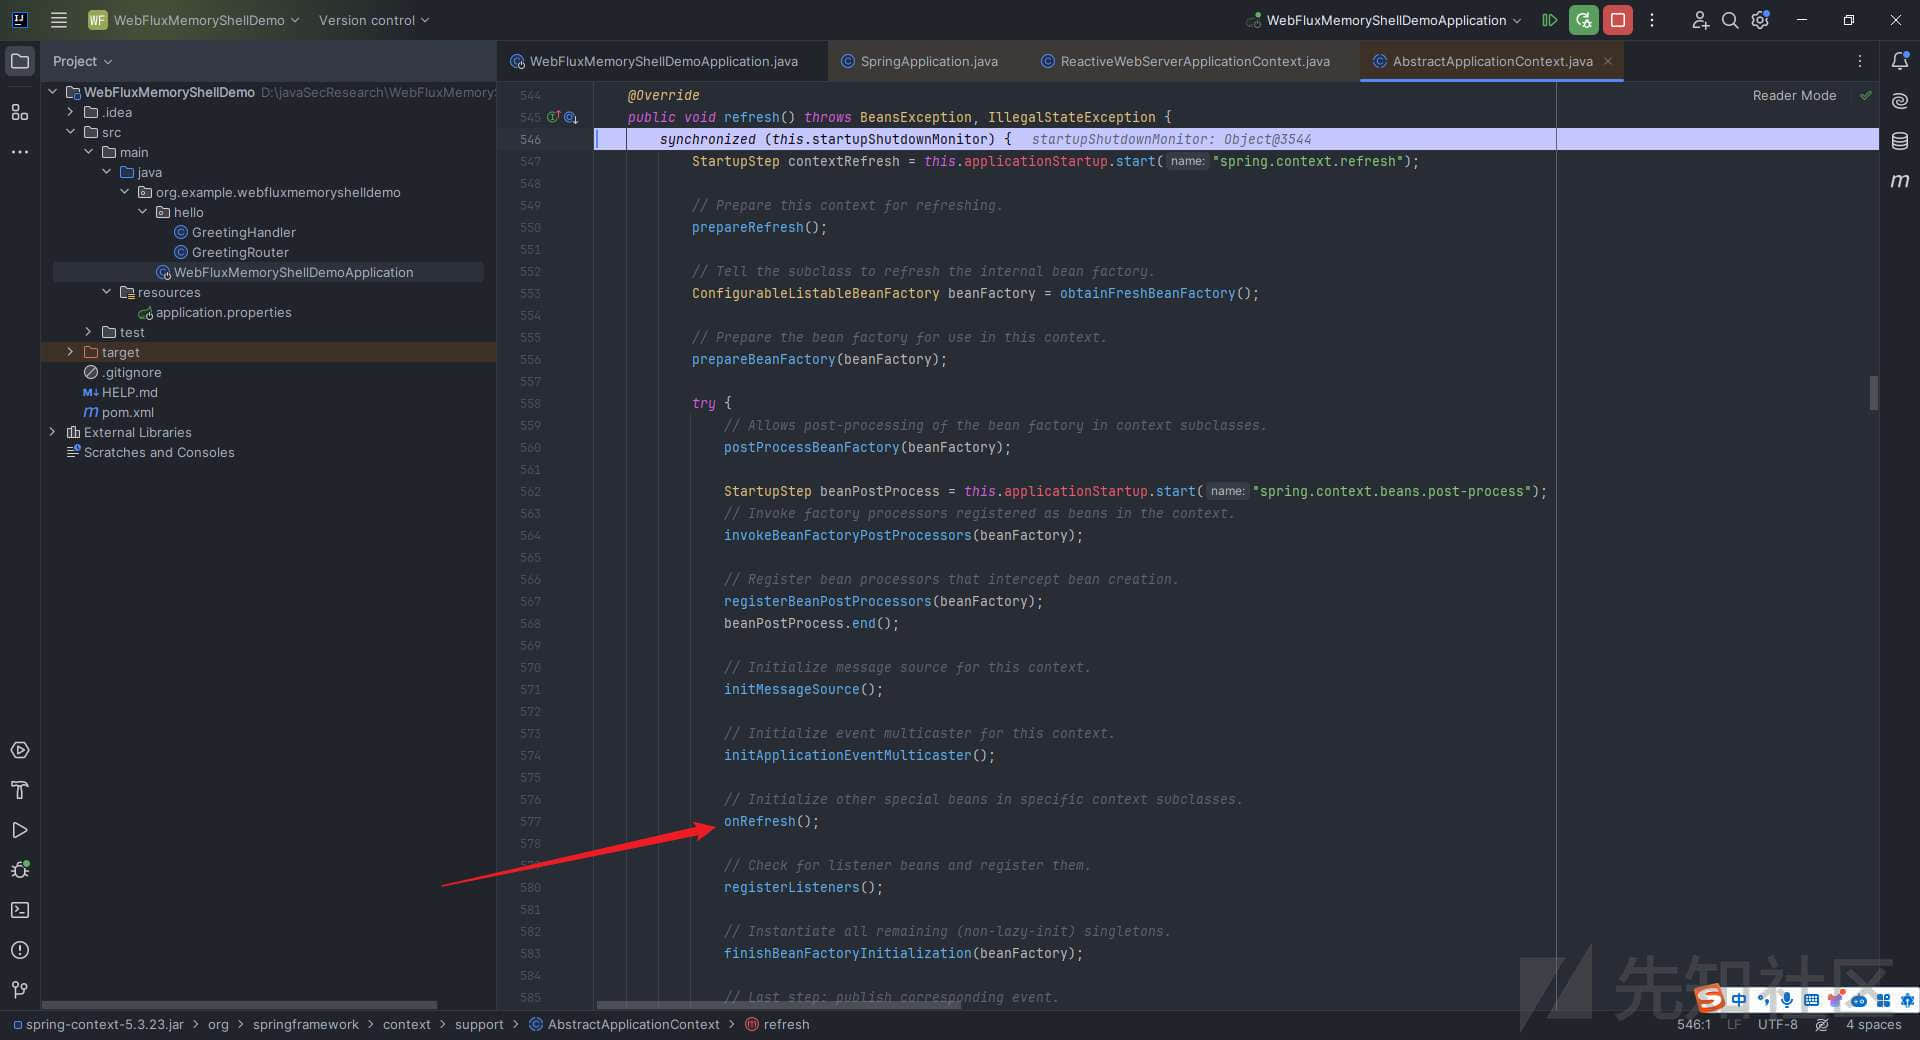 WF WebFluxMemoryShellDemo Version control
WebFluxMemoryShellDemoApplication
Project
WebFluxMemoryShellDemoApplication.java
SpringApplication.java
ReactiveWebServerApplicationContext.java
AbstractApplicationContext.java
WebFluxMemoryShellDemo D:\javaSecResearch\WebFluxMemoryS
.idea
src
main
java
org.example.webfluxmemoryshelldemo
hello
GreetingHandler
GreetingRouter
WebFluxMemoryShellDemoApplication
resources
application.properties
test
target
.gitignore
HELP.md
pom.xml
External Libraries
Scratches and Consoles
Reader Mode
544 @Override
545 public void refresh() throws BeansException, IllegalStateException {
546 synchronized (this.startupShutdownMonitor) { startupShutdownMonitor: Object@3544
547 StartupStep contextRefresh = this.applicationStartup.start( name: "spring.context.refresh");
548
549 // Prepare this context for refreshing.
550 prepareRefresh();
551
552 // Tell the subclass to refresh the internal bean factory.
553 ConfigurableListableBeanFactory beanFactory = obtainFreshBeanFactory();
554
555 // Prepare the bean factory for use in this context.
556 prepareBeanFactory(beanFactory);
557
558 try {
559 // Allows post-processing of the bean factory in context subclasses.
560 postProcessBeanFactory(beanFactory);
561
562 StartupStep beanPostProcess = this.applicationStartup.start( name: "spring.context.beans.post-process");
563 // Invoke factory processors registered as beans in the context.
564 invokeBeanFactoryPostProcessors(beanFactory);
565
566 // Register bean processors that intercept bean creation.
567 registerBeanPostProcessors(beanFactory);
568 beanPostProcess.end();
569
570 // Initialize message source for this context.
571 initMessageSource();
572
573 // Initialize event multicaster for this context.
574 initApplicationEventMulticaster();
575
576 // Initialize other special beans in specific context subclasses.
577 onRefresh();
578
// Check for listener beans and register them.
580 registerListeners();
581
582 // Instantiate all remaining (non-lazy-init) singletons.
583 finishBeanFactoryInitialization(beanFactory);
584
585 // Last step: publish corresponding event.
先知社区
中
spring-context-5.3.23.jar > org > springframework > context > support > AbstractApplicationContext > refresh
546:1 LF UTF-8 4 spaces